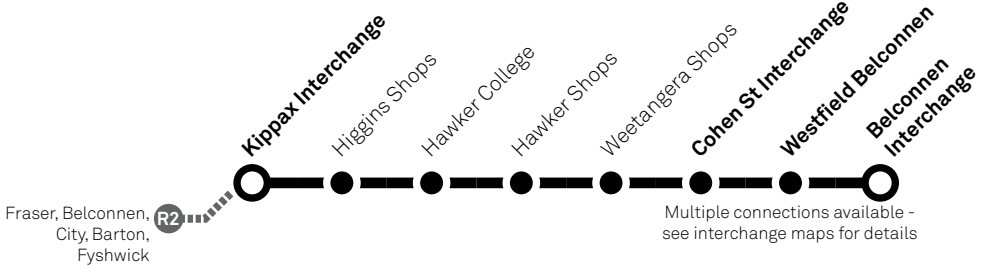 Kippax Interchange
Higgins Shops
Hawker College
Hawker Shops
Weetangera Shops
Cohen St Interchange
Westfield Belconnen
Belconnen
Interchange
Fraser, Belconnen,
City, Barton,
Fyshwick
R2
Multiple connections available -
see interchange maps for details